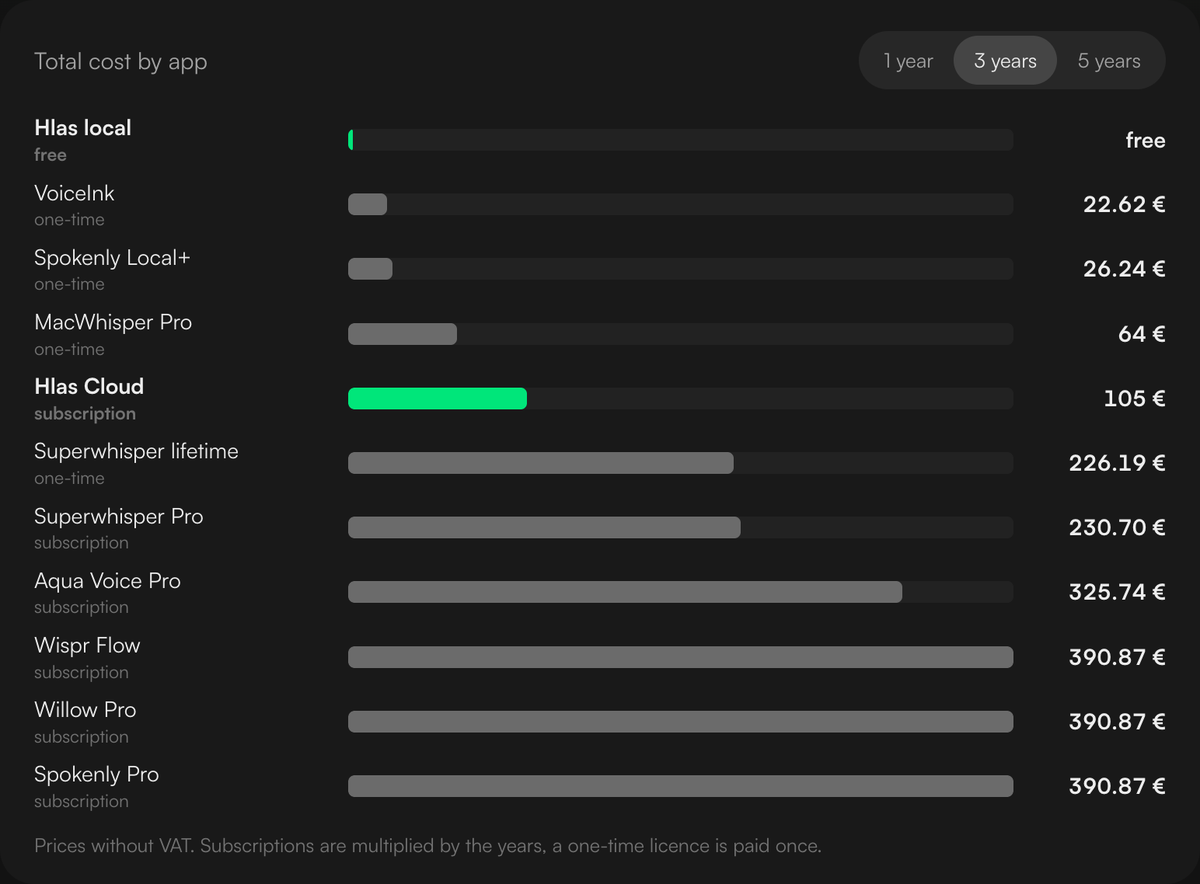 Total cost by app
1 year 3 years 5 years
Hlas local
free
free
VoiceInk
one-time
22.62 €
Spokenly Local+
one-time
26.24 €
MacWhisper Pro
one-time
64 €
Hlas Cloud
subscription
105 €
Superwhisper lifetime
one-time
226.19 €
Superwhisper Pro
subscription
230.70 €
Aqua Voice Pro
subscription
325.74 €
Wispr Flow
subscription
390.87 €
Willow Pro
subscription
390.87 €
Spokenly Pro
subscription
390.87 €
Prices without VAT. Subscriptions are multiplied by the years, a one-time licence is paid once.